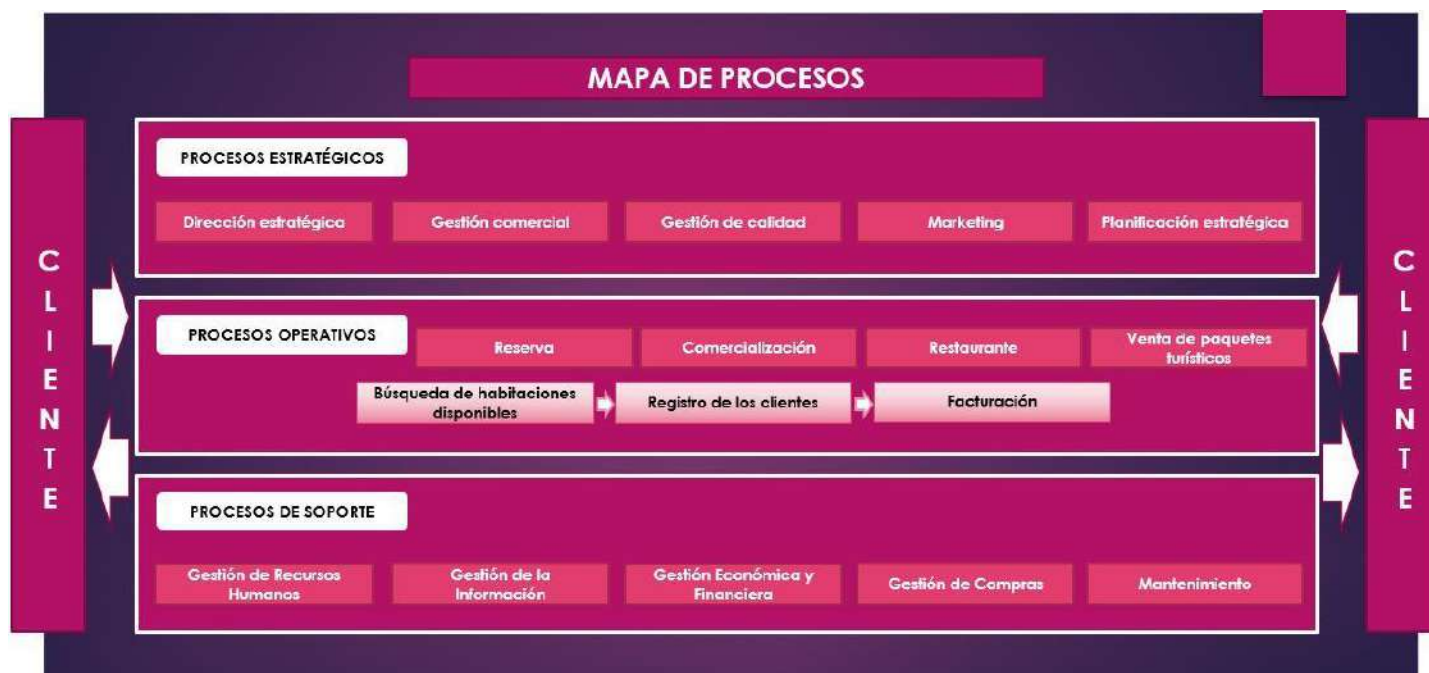 MAPA DE PROCESOS
CLIENTE
PROCESOS ESTRATÉGICOS
Dirección estratégica
Gestión comercial
Gestión de calidad
Marketing
Planificación estratégica
PROCESOS OPERATIVOS
Reserva
Comercialización
Restaurante
Venta de paquetes
turísticos
Búsqueda de habitaciones
disponibles
Registro de los clientes
Facturación
PROCESOS DE SOPORTE
Gestión de Recursos
Humanos
Gestión de la
Información
Gestión Económica y
Financiera
Gestión de Compras
Mantenimiento
CLIENTE